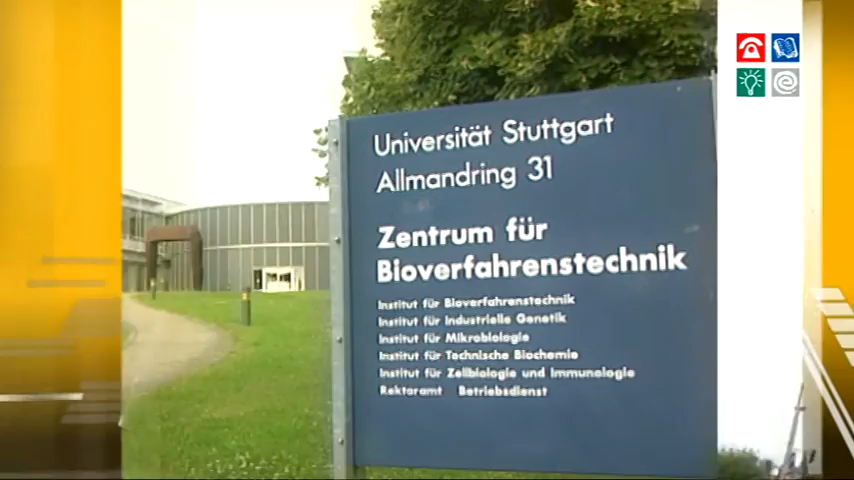 Universität Stuttgart
Allmandring 31
Zentrum für
Bioverfahrenstechnik
Institut für Bioverfahrenstechnik
Institut für Industrielle Genetik
Institut für Mikrobiologie
Institut für Technische Biochemie
Institut für Zellbiologie und Immunologie
Rektoramt Betriebsdienst